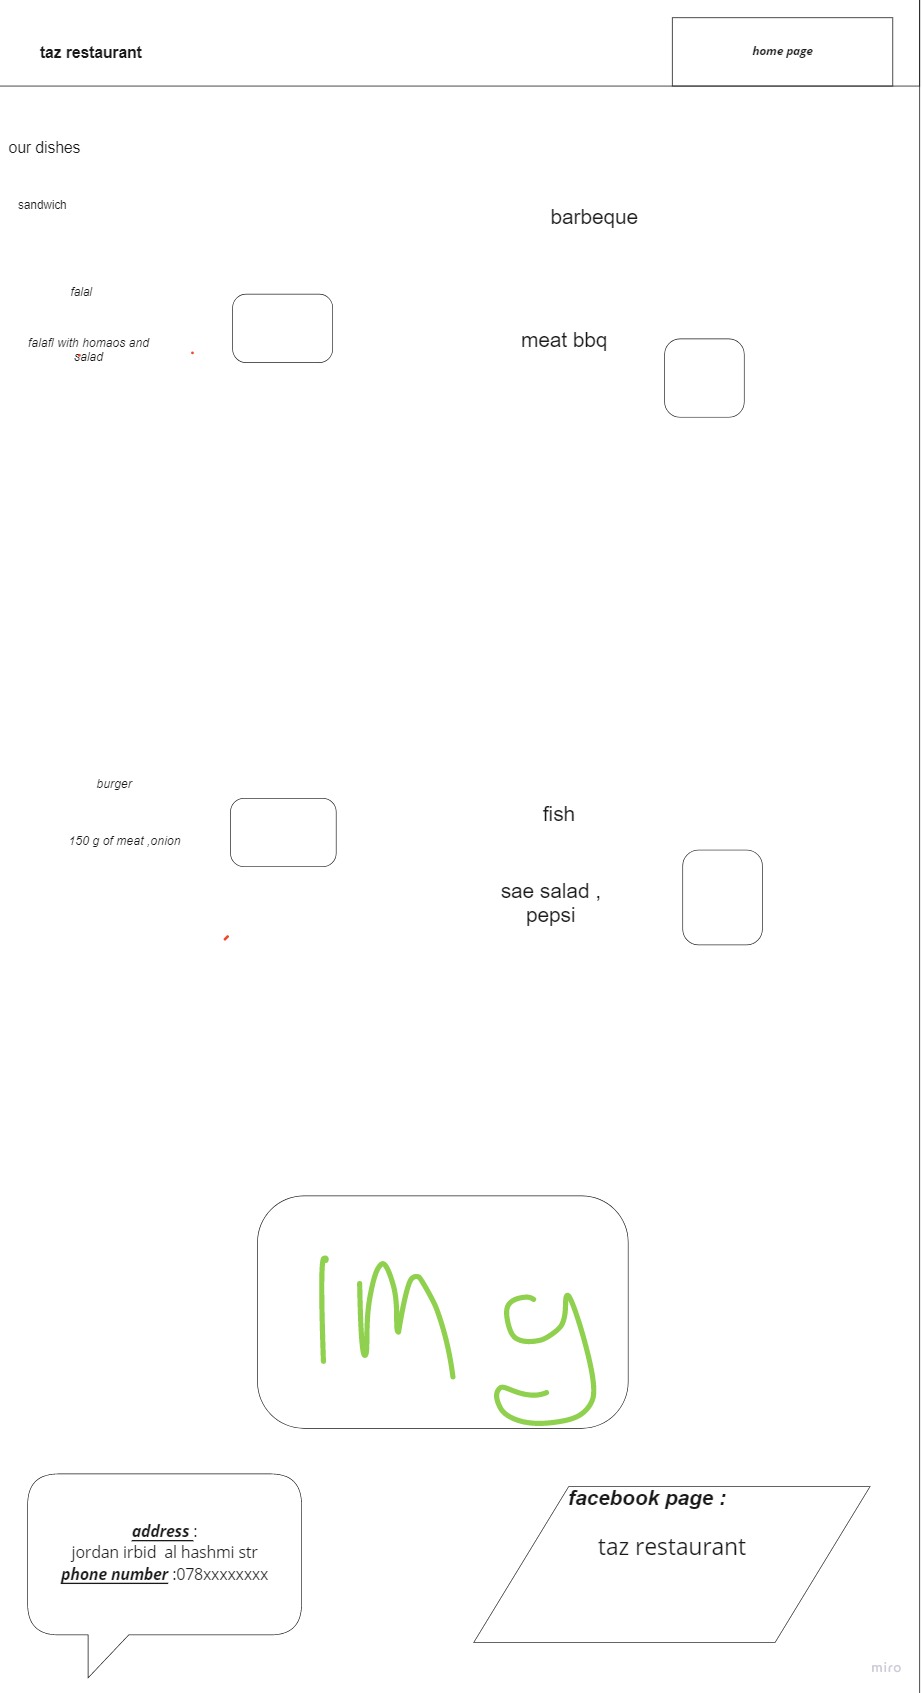 taz restaurant
home page
our dishes
sandwich
barbeque
falal
falafl with homaos and
salad
meat bbq
burger
150 g of meat ,onion
fish
sae salad ,
pepsi
Img
address :
jordan irbid  al hashmi str
phone number :078xxxxxxxx
facebook page :
taz restaurant
miro